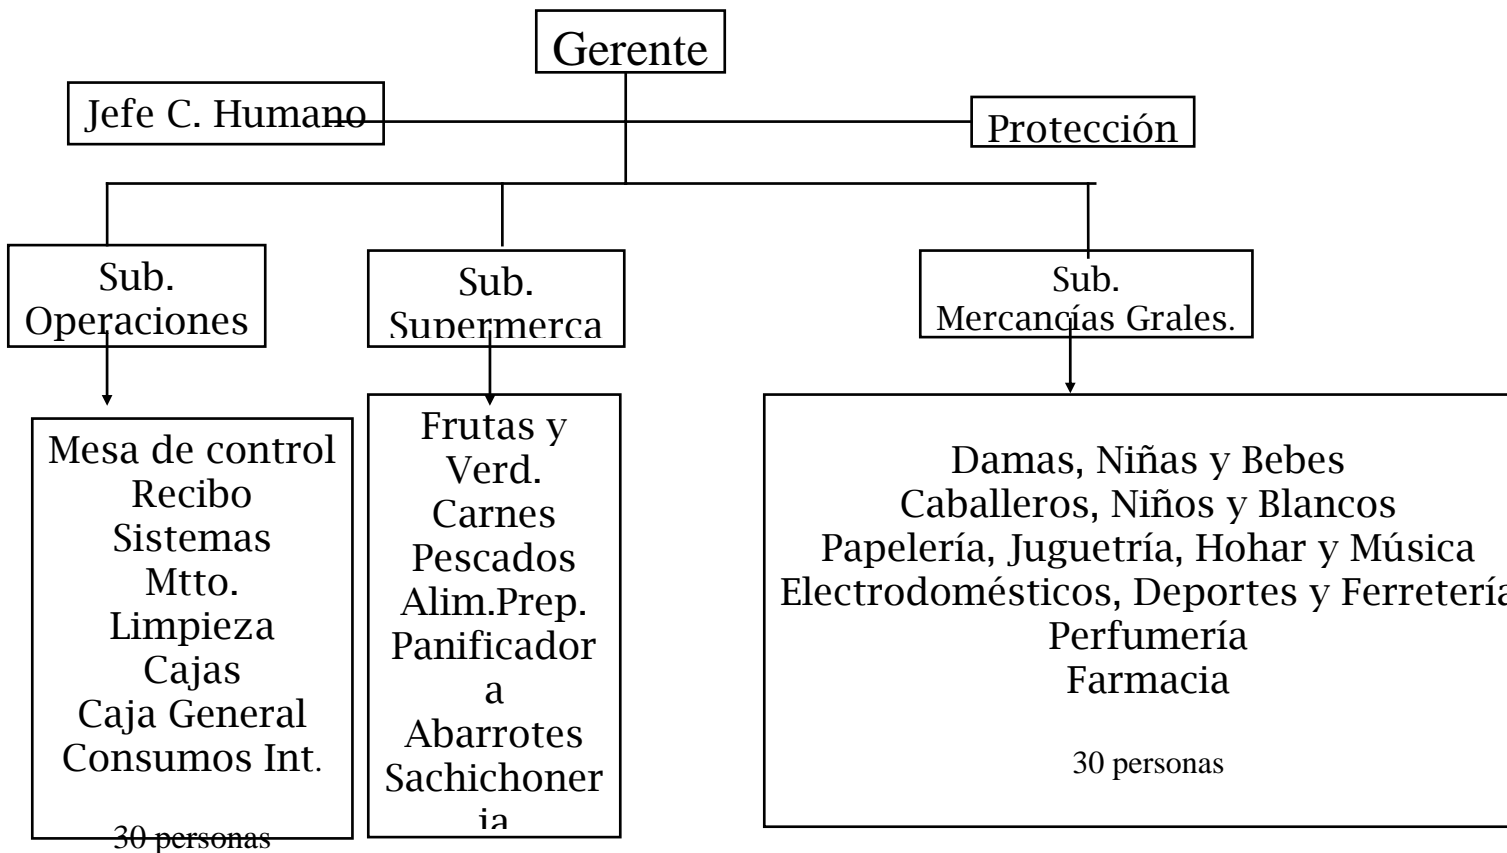 Gerente
Jefe C. Humano
Protección
Sub.
Operaciones
Sub.
Supermerca
Sub.
Mercancías Grales.
Mesa de control
Recibo
Sistemas
Mtto.
Limpieza
Cajas
Caja General
Consumos Int.
30 personas
Frutas y
Verd.
Carnes
Pescados
Alim.Prep.
Panificador
a
Abarrotes
Sachichoner
ia
Damas, Niñas y Bebes
Caballeros, Niños y Blancos
Papelería, Juguetría, Hohar y Música
Electrodomésticos, Deportes y Ferretería
Perfumería
Farmacia
30 personas